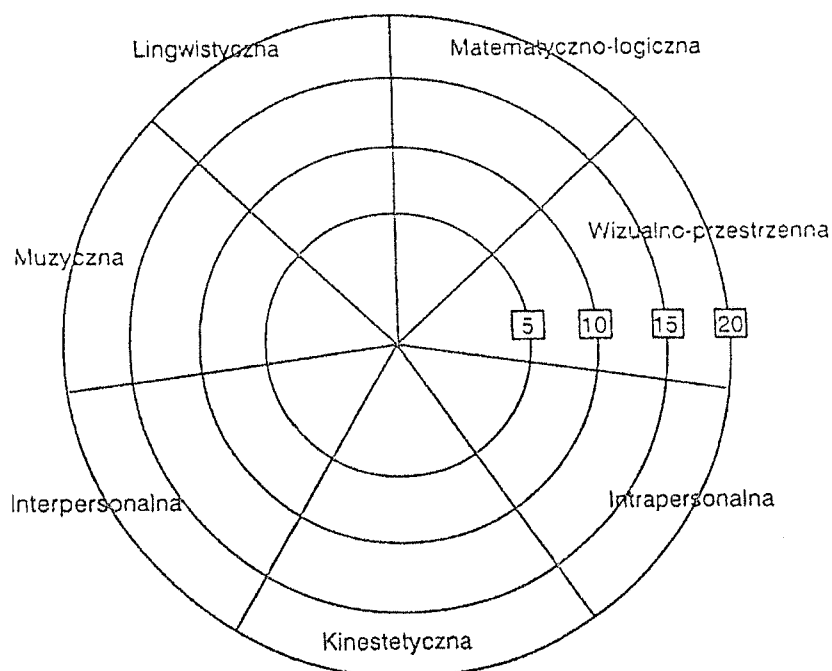 Lingwistyczna
Matematyczno-logiczna
Wizualno-przestrzenna
Muzyczna
5
10
15
20
Interpersonalna
Intrapersonalna
Kinestetyczna